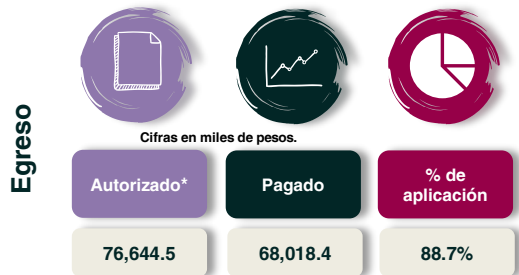 Egreso
Cifras en miles de pesos.
Autorizado*
Pagado
% de
aplicación
76,644.5
68,018.4
88.7%